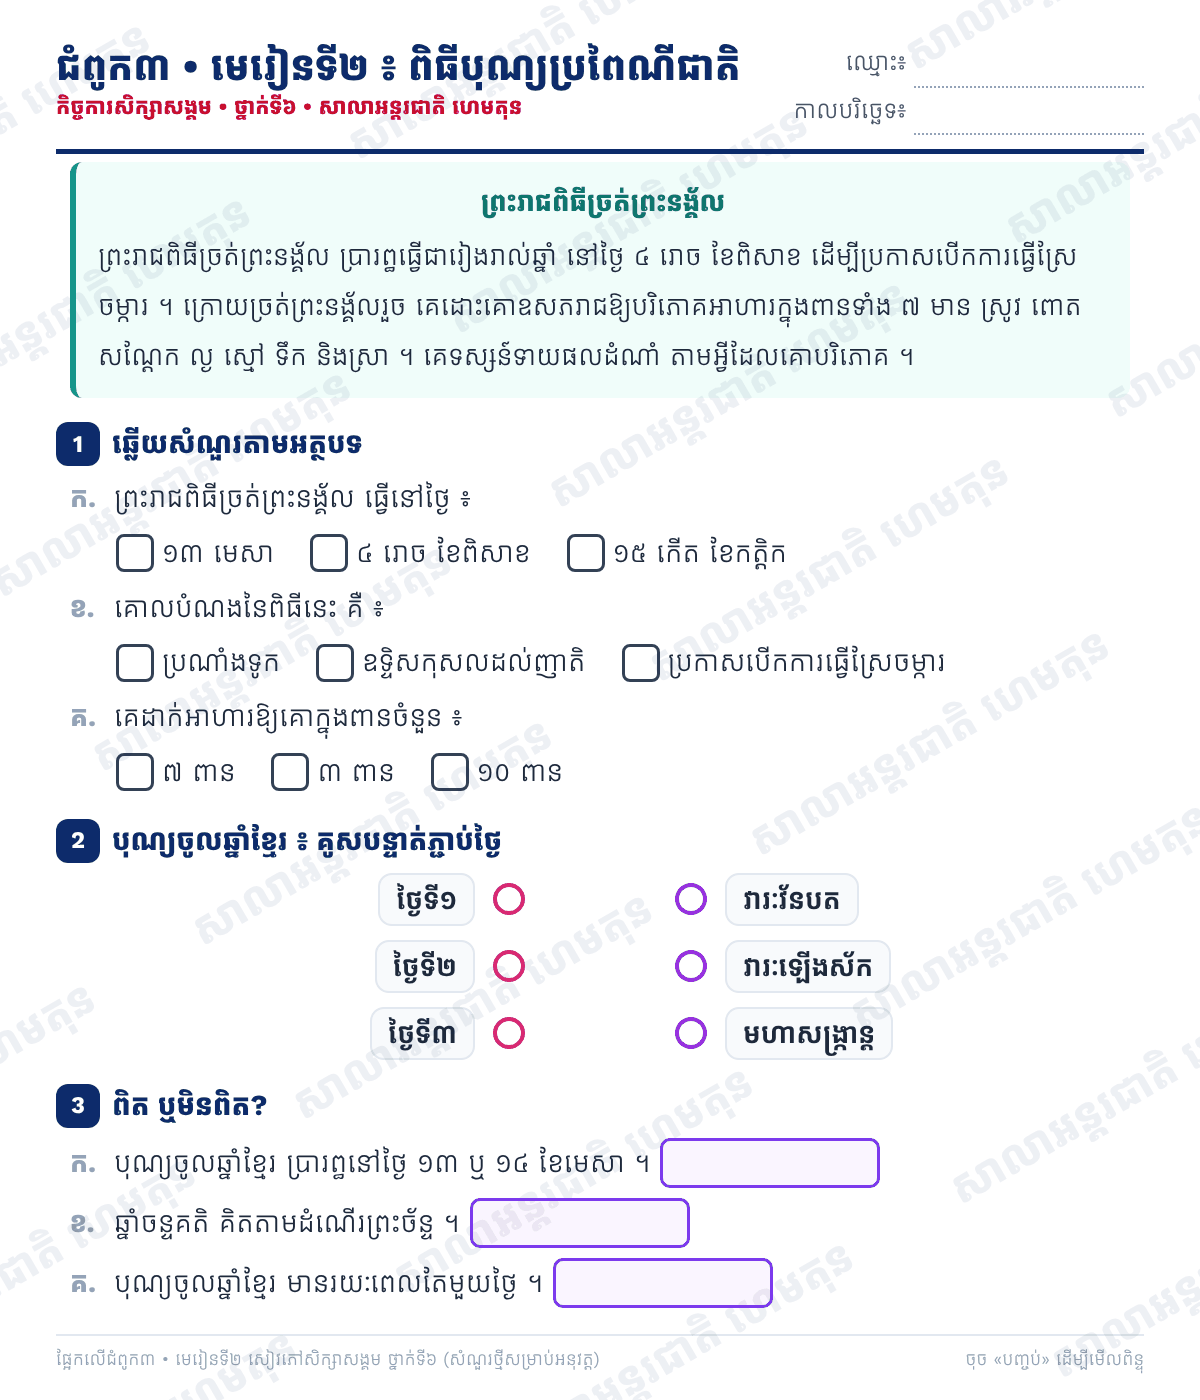 ជំពូក៣ • មេរៀនទី២ ៖ ពិធីបុណ្យប្រពៃណីជាតិ
ឈ្មោះ៖
កិច្ចការសិក្សាសង្គម • ថ្នាក់ទី៦ • សាលាអន្តរជាតិ ហេមតុន
កាលបរិច្ឆេទ៖
ព្រះរាជពិធីច្រត់ព្រះនង្គ័ល
ព្រះរាជពិធីច្រត់ព្រះនង្គ័ល ប្រារព្ធធ្វើជារៀងរាល់ឆ្នាំ នៅថ្ងៃ ៤ រោច ខែពិសាខ ដើម្បីប្រកាសបើកការធ្វើស្រែ
ចម្ការ ។ ក្រោយច្រត់ព្រះនង្គ័លរួច គេដោះគោឧសភរាជឱ្យបរិភោគអាហារក្នុងពានទាំង ៧ មាន ស្រូវ ពោត
សណ្តែក ល្ង ស្មៅ ទឹក និងស្រា ។ គេទស្សន៍ទាយផលដំណាំ តាមអ្វីដែលគោបរិភោគ ។
1 ឆ្លើយសំណួរតាមអត្ថបទ
ក. ព្រះរាជពិធីច្រត់ព្រះនង្គ័ល ធ្វើនៅថ្ងៃ ៖
១៣ មេសា ៤ រោច ខែពិសាខ ១៥ កើត ខែកត្តិក
ខ. គោលបំណងនៃពិធីនេះ គឺ ៖
ប្រណាំងទូក ឧទ្ទិសកុសលដល់ញាតិ ប្រកាសបើកការធ្វើស្រែចម្ការ
គ. គេដាក់អាហារឱ្យគោក្នុងពានចំនួន ៖
៧ ពាន ៣ ពាន ១០ ពាន
2 បុណ្យចូលឆ្នាំខ្មែរ ៖ គូសបន្ទាត់ភ្ជាប់ថ្ងៃ
ថ្ងៃទី១ វារៈវ័នបត
ថ្ងៃទី២ វារៈឡើងស័ក
ថ្ងៃទី៣ មហាសង្ក្រាន្ត
3 ពិត ឬមិនពិត?
ក. បុណ្យចូលឆ្នាំខ្មែរ ប្រារព្ធនៅថ្ងៃ ១៣ ឬ ១៤ ខែមេសា ។
ខ. ឆ្នាំចន្ទគតិ គិតតាមដំណើរព្រះច័ន្ទ ។
គ. បុណ្យចូលឆ្នាំខ្មែរ មានរយៈពេលតែមួយថ្ងៃ ។
ផ្អែកលើជំពូក៣ • មេរៀនទី២ សៀវភៅសិក្សាសង្គម ថ្នាក់ទី៦ (សំណួរថ្មីសម្រាប់អនុវត្ត)
ចុច «បញ្ចប់» ដើម្បីមើលពិន្ទុ